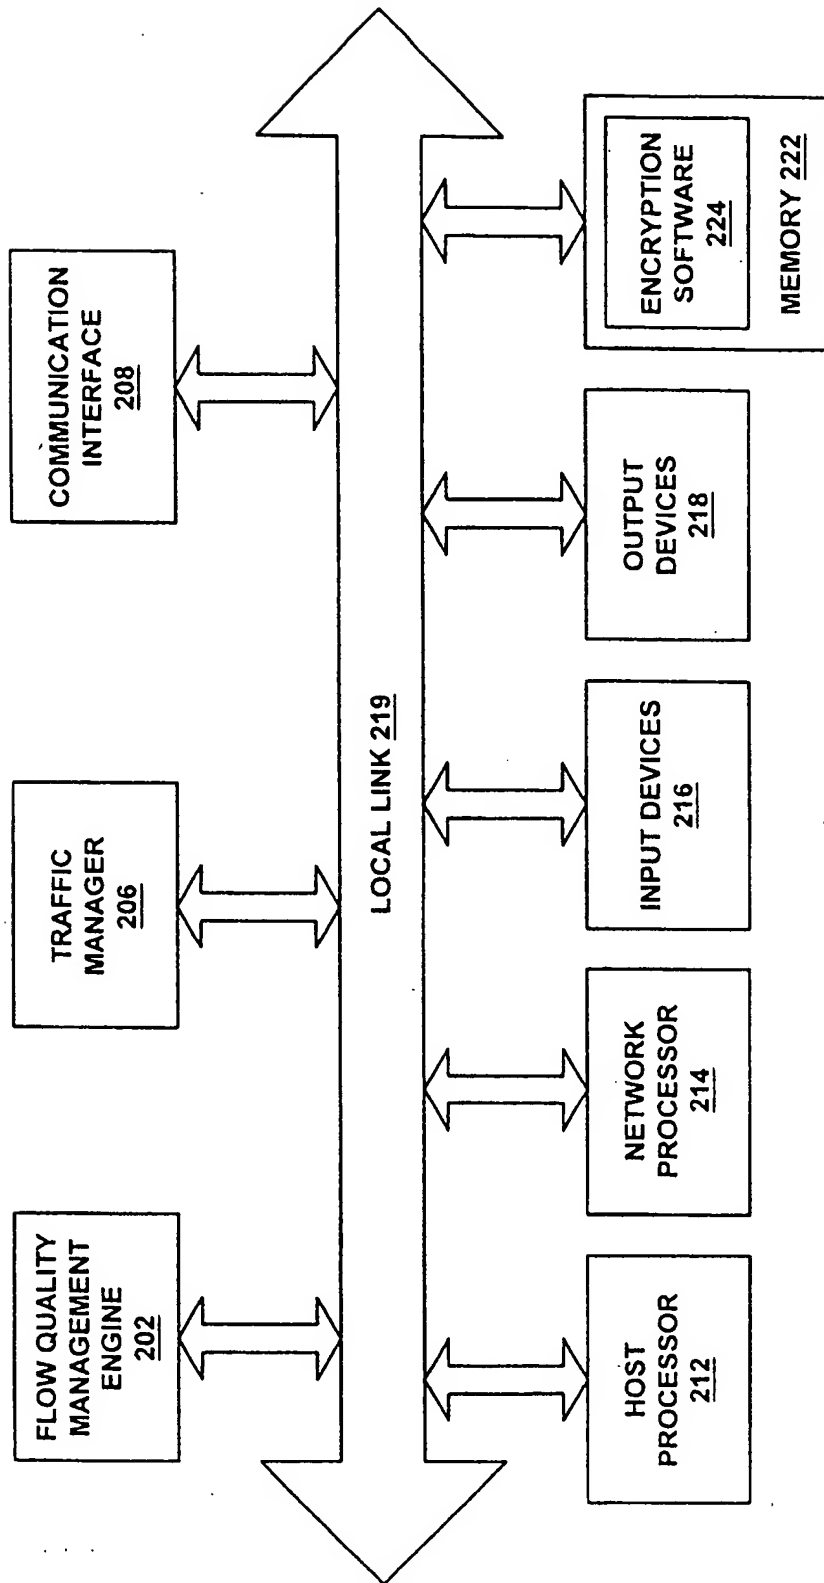 FLOW QUALITY
MANAGEMENT
ENGINE
202
TRAFFIC
MANAGER
206
COMMUNICATION
INTERFACE
208
LOCAL LINK 219
HOST
PROCESSOR
212
NETWORK
PROCESSOR
214
INPUT DEVICES
216
OUTPUT
DEVICES
218
ENCRYPTION
SOFTWARE
224
MEMORY 222